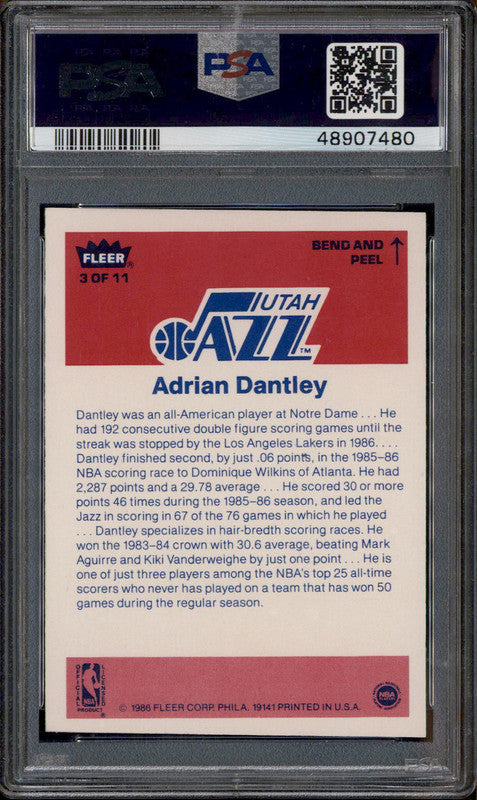 PSA
PSA
48907480
FLEER®
3 OF 11
BEND AND
PEEL
UTAH
JAZZ™
Adrian Dantley
Dantley was an all-American player at Notre Dame . . . He
had 192 consecutive double figure scoring games until the
streak was stopped by the Los Angeles Lakers in 1986. . . .
Dantley finished second, by just .06 points, in the 1985–86
NBA scoring race to Dominique Wilkins of Atlanta. He had
2,287 points and a 29.78 average . . . He scored 30 or more
points 46 times during the 1985–86 season, and led the
Jazz in scoring in 67 of the 76 games in which he played
. . . Dantley specializes in hair-bredth scoring races. He
won the 1983–84 crown with 30.6 average, beating Mark
Aguirre and Kiki Vanderweighe by just one point . . . He is
one of just three players among the NBA's top 25 all-time
scorers who never has played on a team that has won 50
games during the regular season.
OFFICIAL
LICENSED
NBA
PRODUCT ®
© 1986 FLEER CORP. PHILA. 19141 PRINTED IN U.S.A.
NBA
PSA